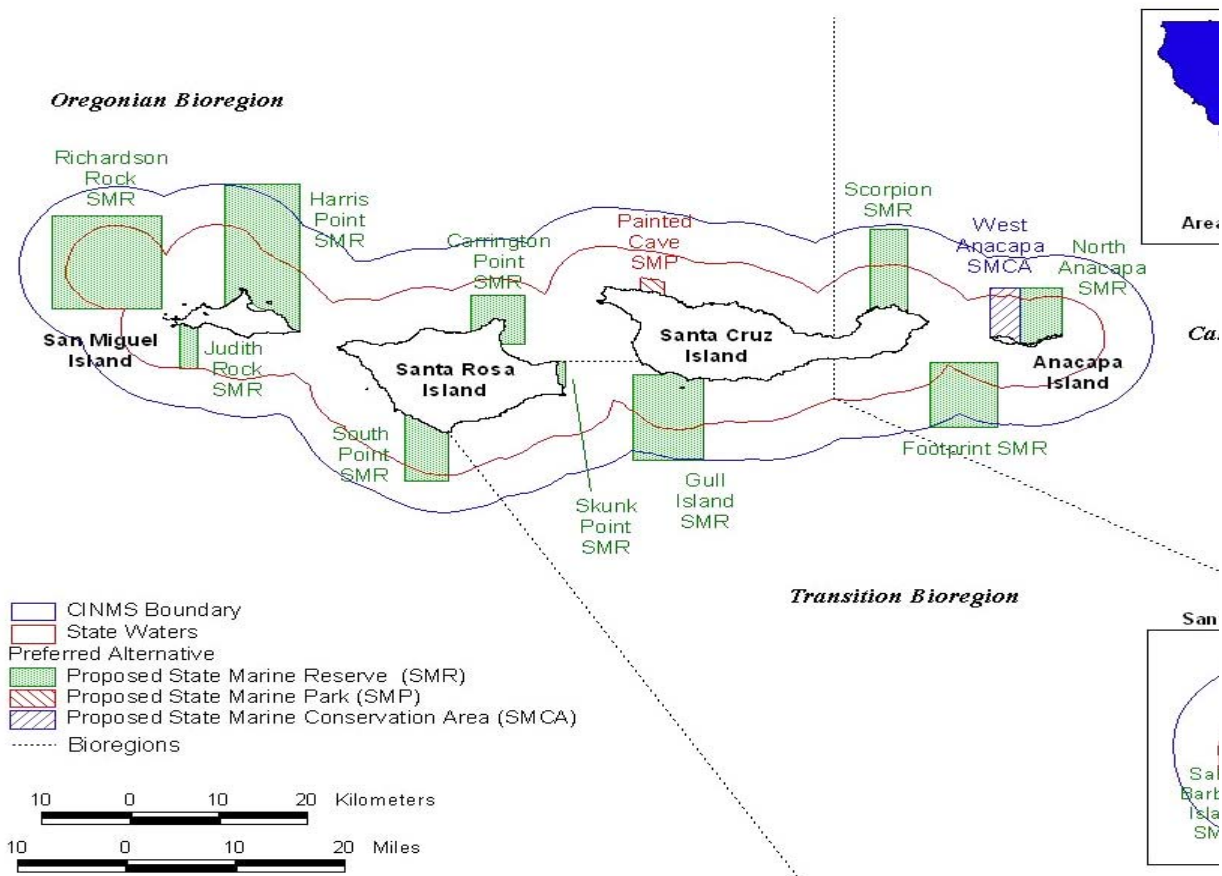 Oregonian Bioregion
Richardson
Rock
SMR
Harris
Point
SMR
Carrington
Point
SMR
Painted
Cave
SMP
Scorpion
SMR
West
Anacapa
SMCA
North
Anacapa
SMR
San Miguel
Island
Judith
Rock
SMR
Santa Rosa
Island
Santa Cruz
Island
Anacapa
Island
South
Point
SMR
Skunk
Point
SMR
Gull
Island
SMR
Footprint SMR
Transition Bioregion
CINMS Boundary
State Waters
Preferred Alternative
Proposed State Marine Reserve (SMR)
Proposed State Marine Park (SMP)
Proposed State Marine Conservation Area (SMCA)
Bioregions
10 0 10 20 Kilometers
10 0 10 20 Miles
Area
San